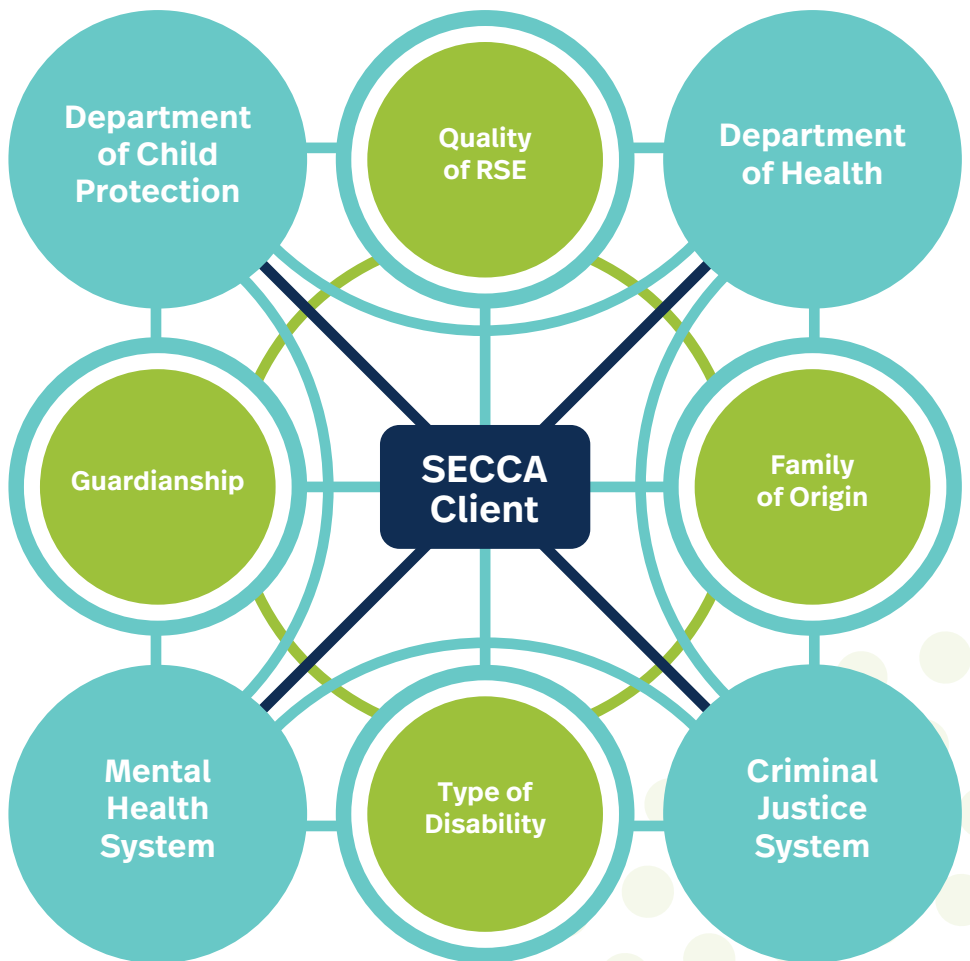 Department
of Child
Protection
Quality
of RSE
Department
of Health
Guardianship
SECCA
Client
Family
of Origin
Mental
Health
System
Type of
Disability
Criminal
Justice
System